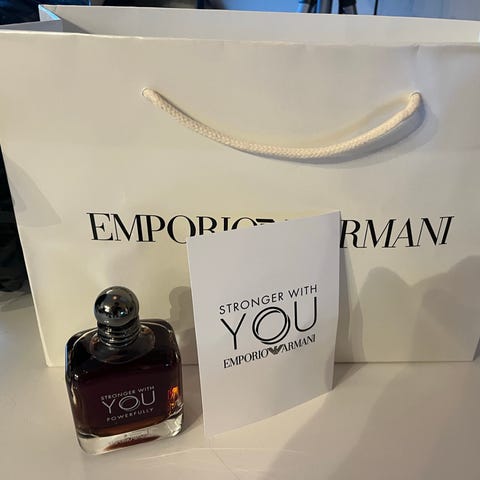 EMPORIO ARMANI
STRONGER WITH
YOU
EMPORIO ARMANI
STRONGER WITH
YOU
POWERFULLY